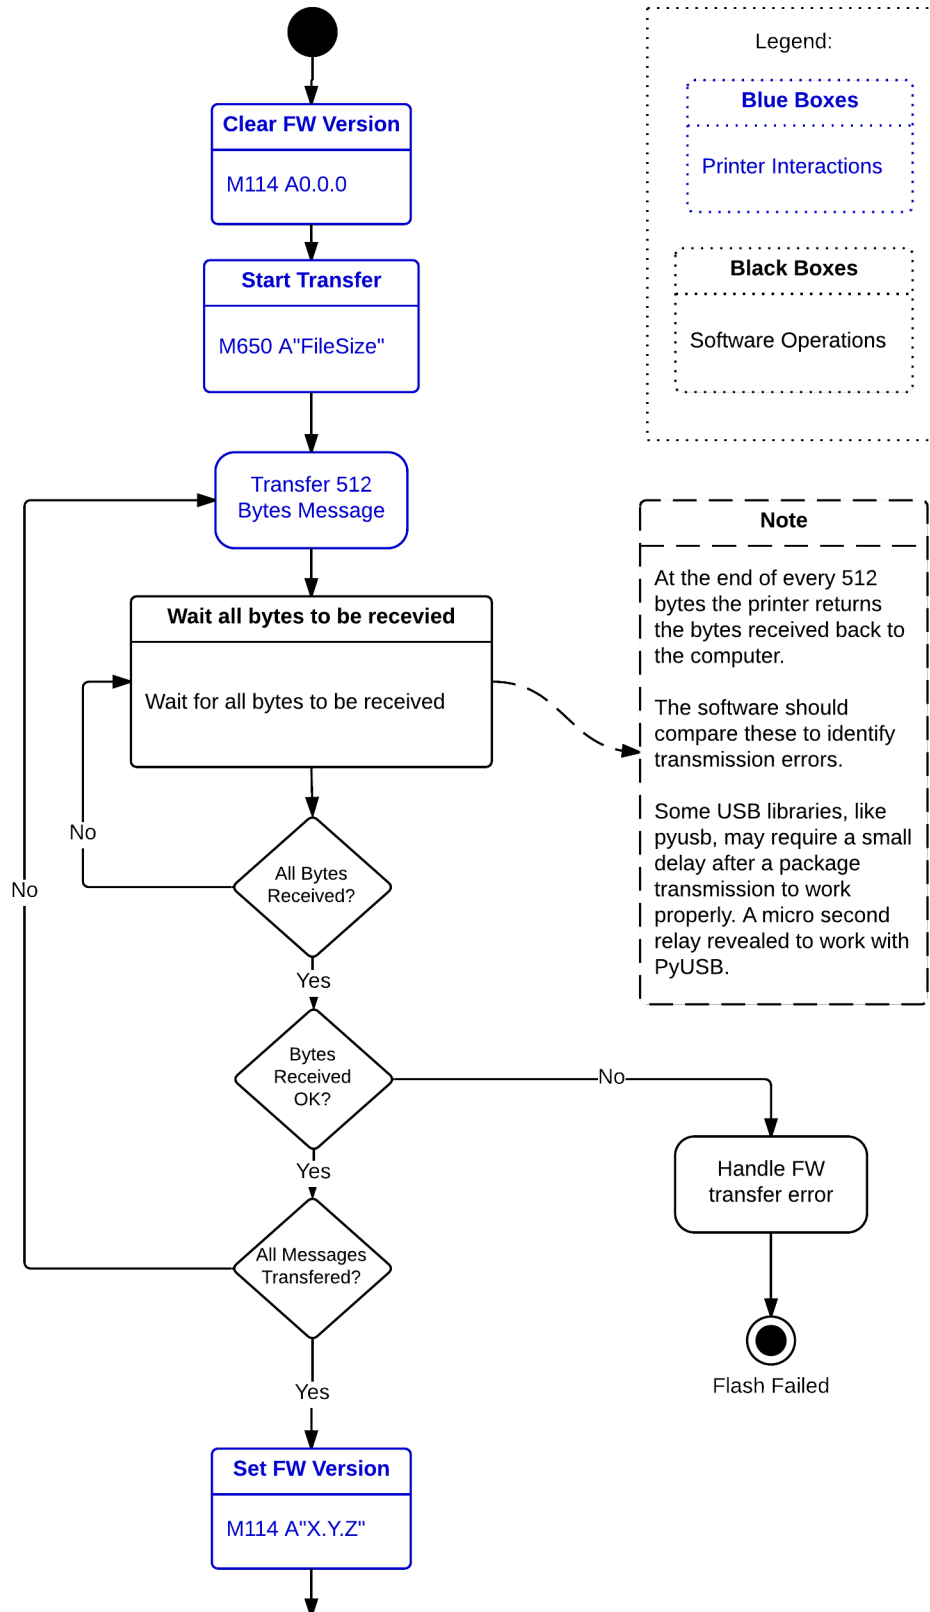 Clear FW Version
M114 A0.0.0
Start Transfer
M650 A"FileSize"
Transfer 512
Bytes Message
Wait all bytes to be recevied
Wait for all bytes to be received
No
No
All Bytes
Received?
Yes
Bytes
Received
OK?
No
Yes
All Messages
Transfered?
Yes
Set FW Version
M114 A"X.Y.Z"
Handle FW
transfer error
Flash Failed
Legend:
Blue Boxes
Printer Interactions
Black Boxes
Software Operations
Note
At the end of every 512
bytes the printer returns
the bytes received back to
the computer.
The software should
compare these to identify
transmission errors.
Some USB libraries, like
pyusb, may require a small
delay after a package
transmission to work
properly. A micro second
relay revealed to work with
PyUSB.